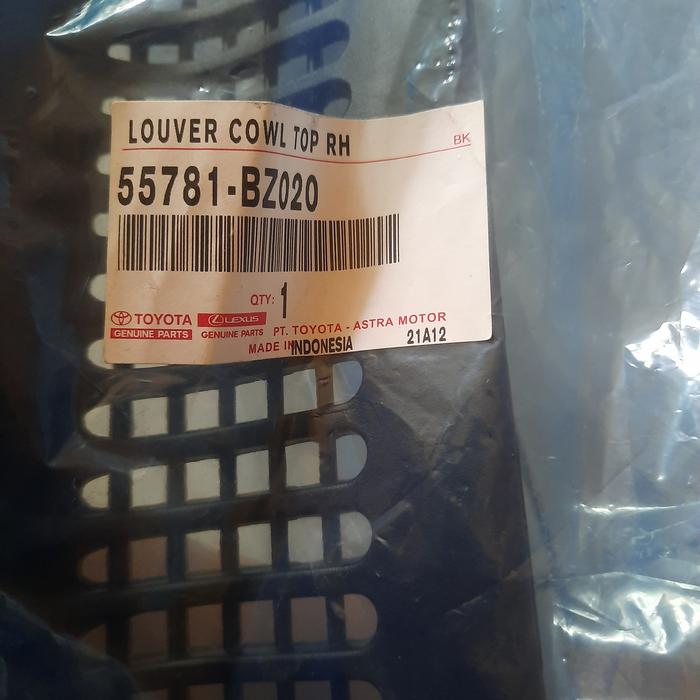 LOUVER COWL TOP RH
BK
55781-BZ020
QTY: 1
TOYOTA LEXUS
GENUINE PARTS GENUINE PARTS
PT. TOYOTA - ASTRA MOTOR
MADE IN INDONESIA 21A12